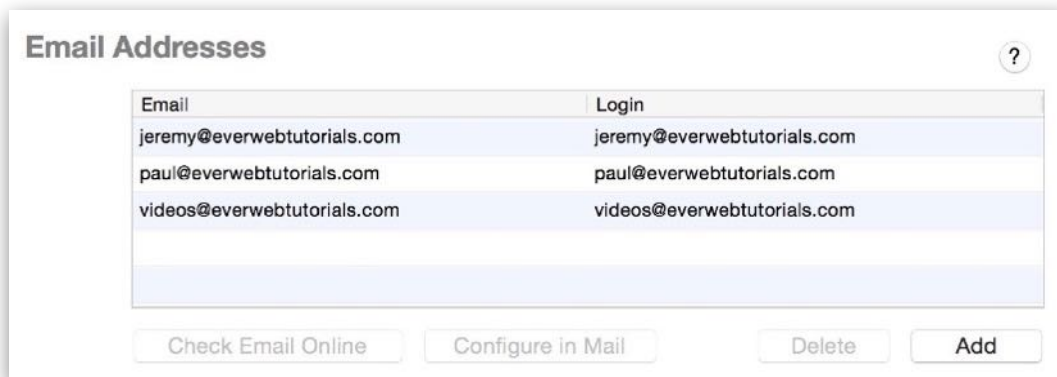 Email Addresses
?
Email Login
jeremy@everwebtutorials.com jeremy@everwebtutorials.com
paul@everwebtutorials.com paul@everwebtutorials.com
videos@everwebtutorials.com videos@everwebtutorials.com
Check Email Online Configure in Mail Delete Add